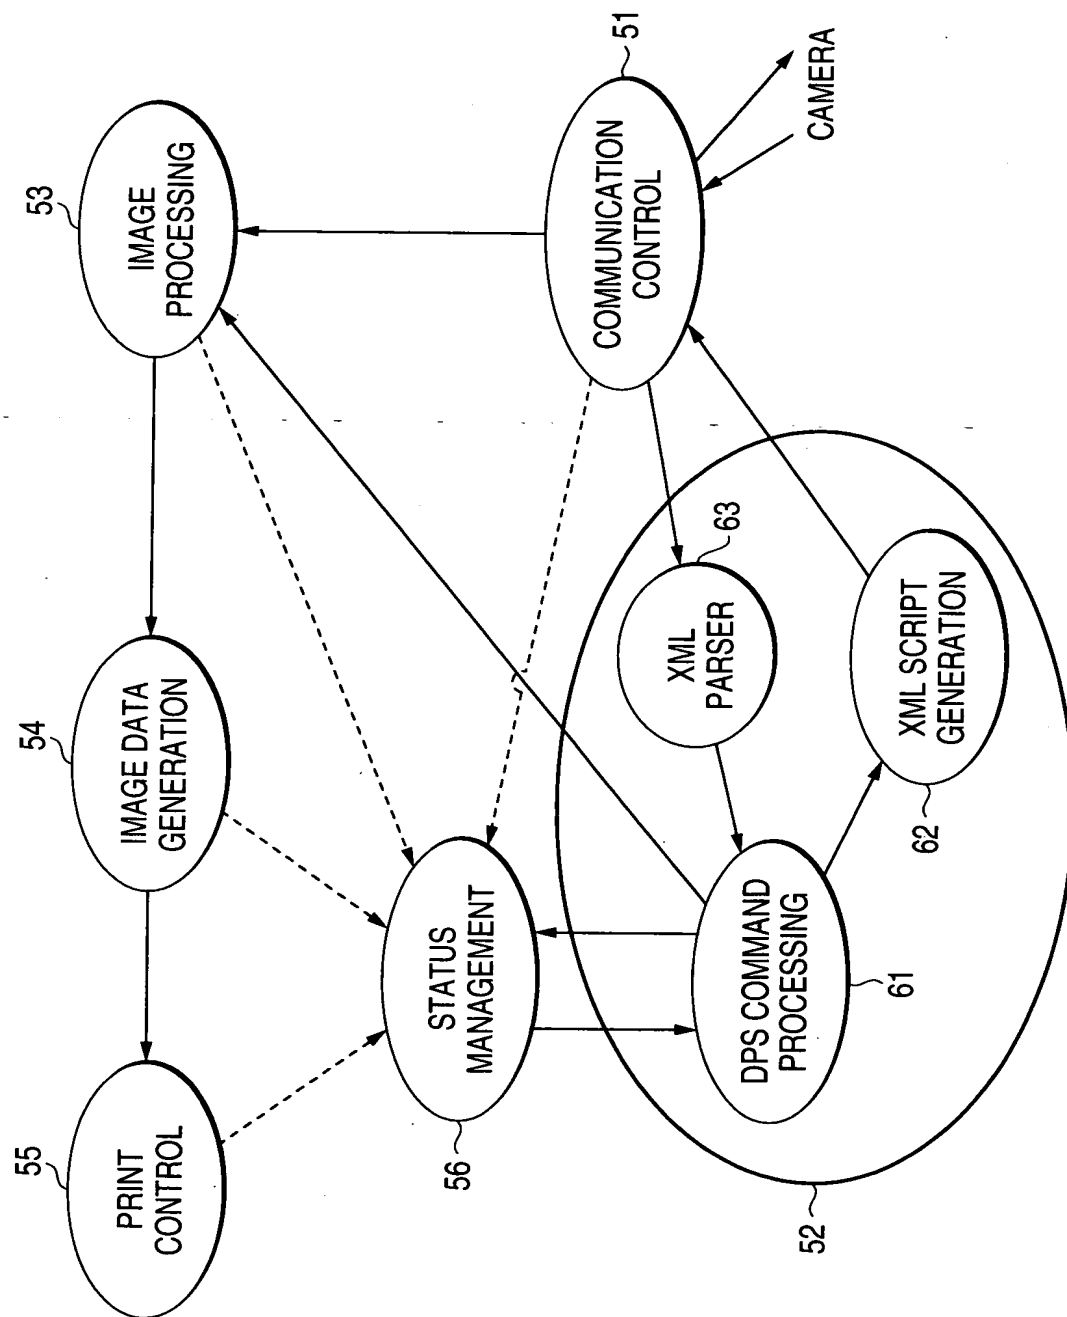 55
PRINT
CONTROL
54
IMAGE DATA
GENERATION
53
IMAGE
PROCESSING
56
STATUS
MANAGEMENT
51
COMMUNICATION
CONTROL
CAMERA
52
61
DPS COMMAND
PROCESSING
63
XML
PARSER
62
XML SCRIPT
GENERATION